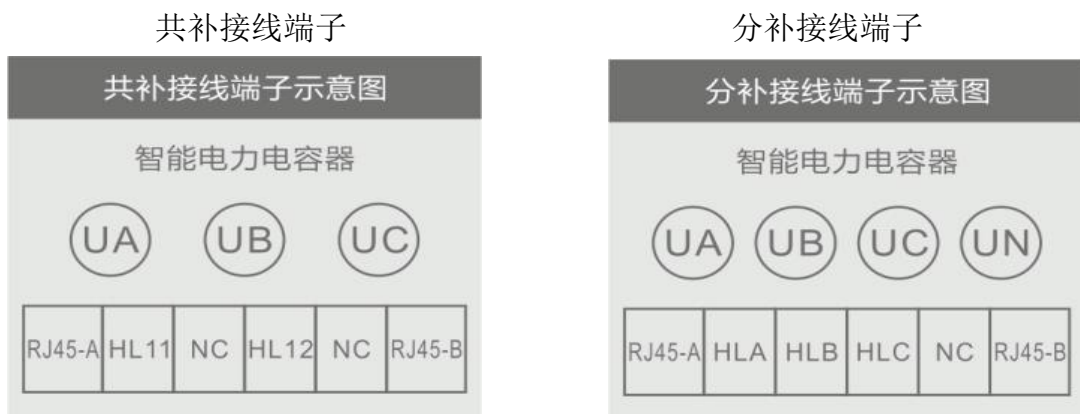 共补接线端子
共补接线端子示意图
智能电力电容器
UA UB UC
RJ45-A HL11 NC HL12 NC RJ45-B
分补接线端子
分补接线端子示意图
智能电力电容器
UA UB UC UN
RJ45-A HLA HLB HLC NC RJ45-B